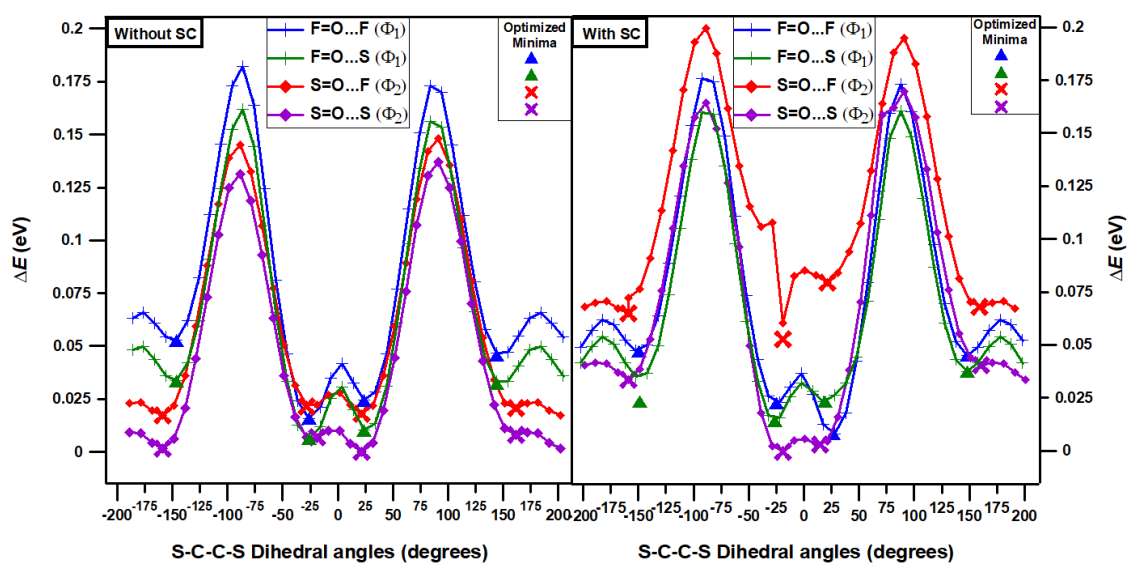 Without SC
F=O...F (Φ1)
F=O...S (Φ1)
S=O...F (Φ2)
S=O...S (Φ2)
Optimized
Minima
With SC
F=O...F (Φ1)
F=O...S (Φ1)
S=O...F (Φ2)
S=O...S (Φ2)
Optimized
Minima
ΔE (eV)
0.2
0.175
0.15
0.125
0.1
0.075
0.05
0.025
0
0.2
0.175
0.15
0.125
0.1
0.075
0.05
0.025
0
ΔE (eV)
-200 -175 -150 -125 -100 -75 -50 -25 0 25 50 75 100 125 150 175 200
-200 -175 -150 -125 -100 -75 -50 -25 0 25 50 75 100 125 150 175 200
S-C-C-S Dihedral angles (degrees)
S-C-C-S Dihedral angles (degrees)